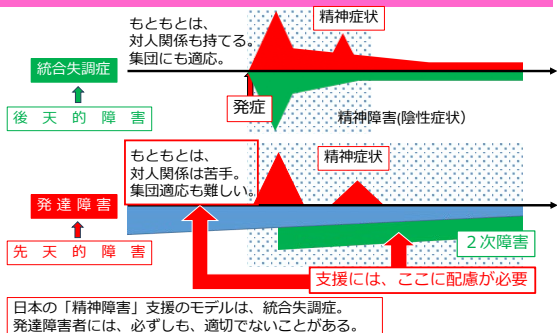 もともとは、
対人関係も持てる。
集団にも適応。
精神症状
統合失調症
後天的障害
発症
精神障害(陰性症状)
もともとは、
対人関係は苦手。
集団適応も難しい。
精神症状
発達障害
先天的障害
2次障害
支援には、ここに配慮が必要
日本の「精神障害」支援のモデルは、統合失調症。
発達障害者には、必ずしも、適切でないことがある。